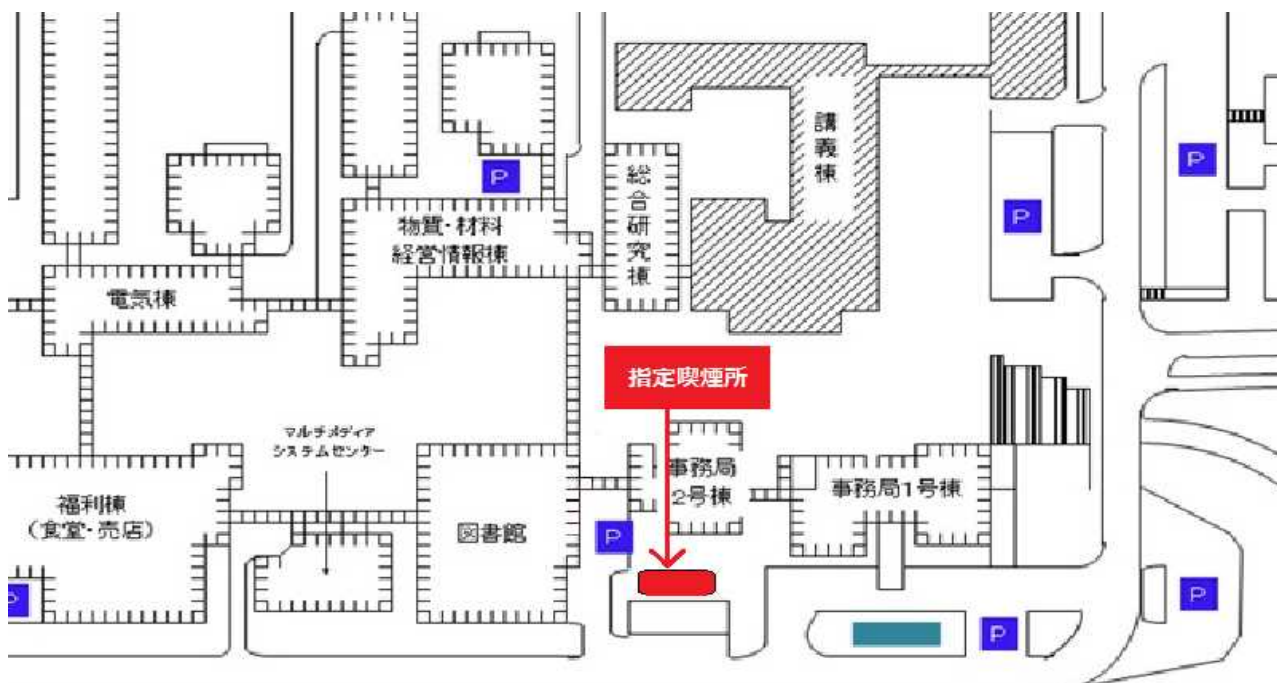 講義棟
P
P
総合研究棟
P
物質・材料
経営情報棟
電気棟
指定喫煙所
マルチメディア
システムセンター
事務局
2号棟
事務局1号棟
福利棟
（食堂・売店）
図書館
P
P
P
P